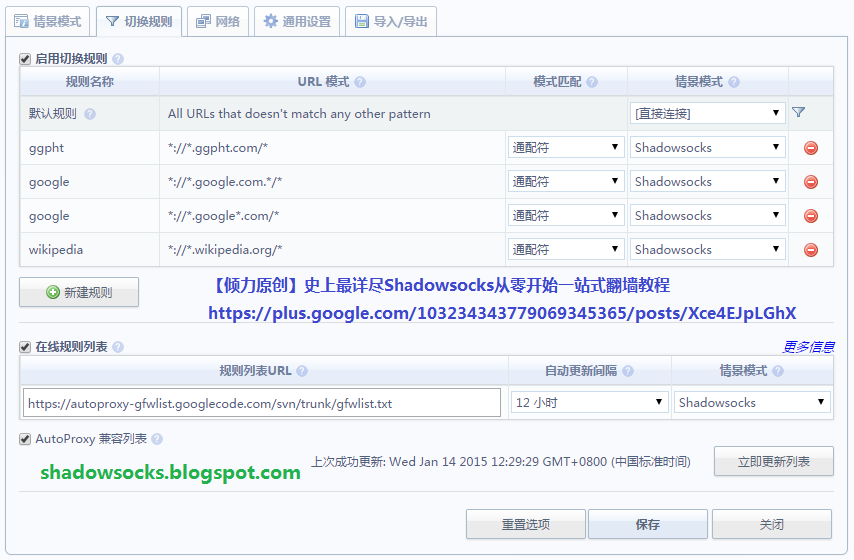 情景模式 切换规则 网络 通用设置 导入/导出
启用切换规则
规则名称 URL 模式 模式匹配 情景模式
默认规则 All URLs that doesn't match any other pattern [直接连接]
ggpht *://*.ggpht.com/* 通配符 Shadowsocks
google *://*.google.com.*/* 通配符 Shadowsocks
google *://*.google*.com/* 通配符 Shadowsocks
wikipedia *://*.wikipedia.org/* 通配符 Shadowsocks
新建规则
【倾力原创】史上最详尽Shadowsocks从零开始一站式翻墙教程
https://plus.google.com/103234343779069345365/posts/Xce4EJpLGhX
在线规则列表 更多信息
规则列表URL 自动更新间隔 情景模式
https://autoproxy-gfwlist.googlecode.com/svn/trunk/gfwlist.txt 12 小时 Shadowsocks
AutoProxy 兼容列表
shadowsocks.blogspot.com 上次成功更新: Wed Jan 14 2015 12:29:29 GMT+0800 (中国标准时间) 立即更新列表
重置选项 保存 关闭